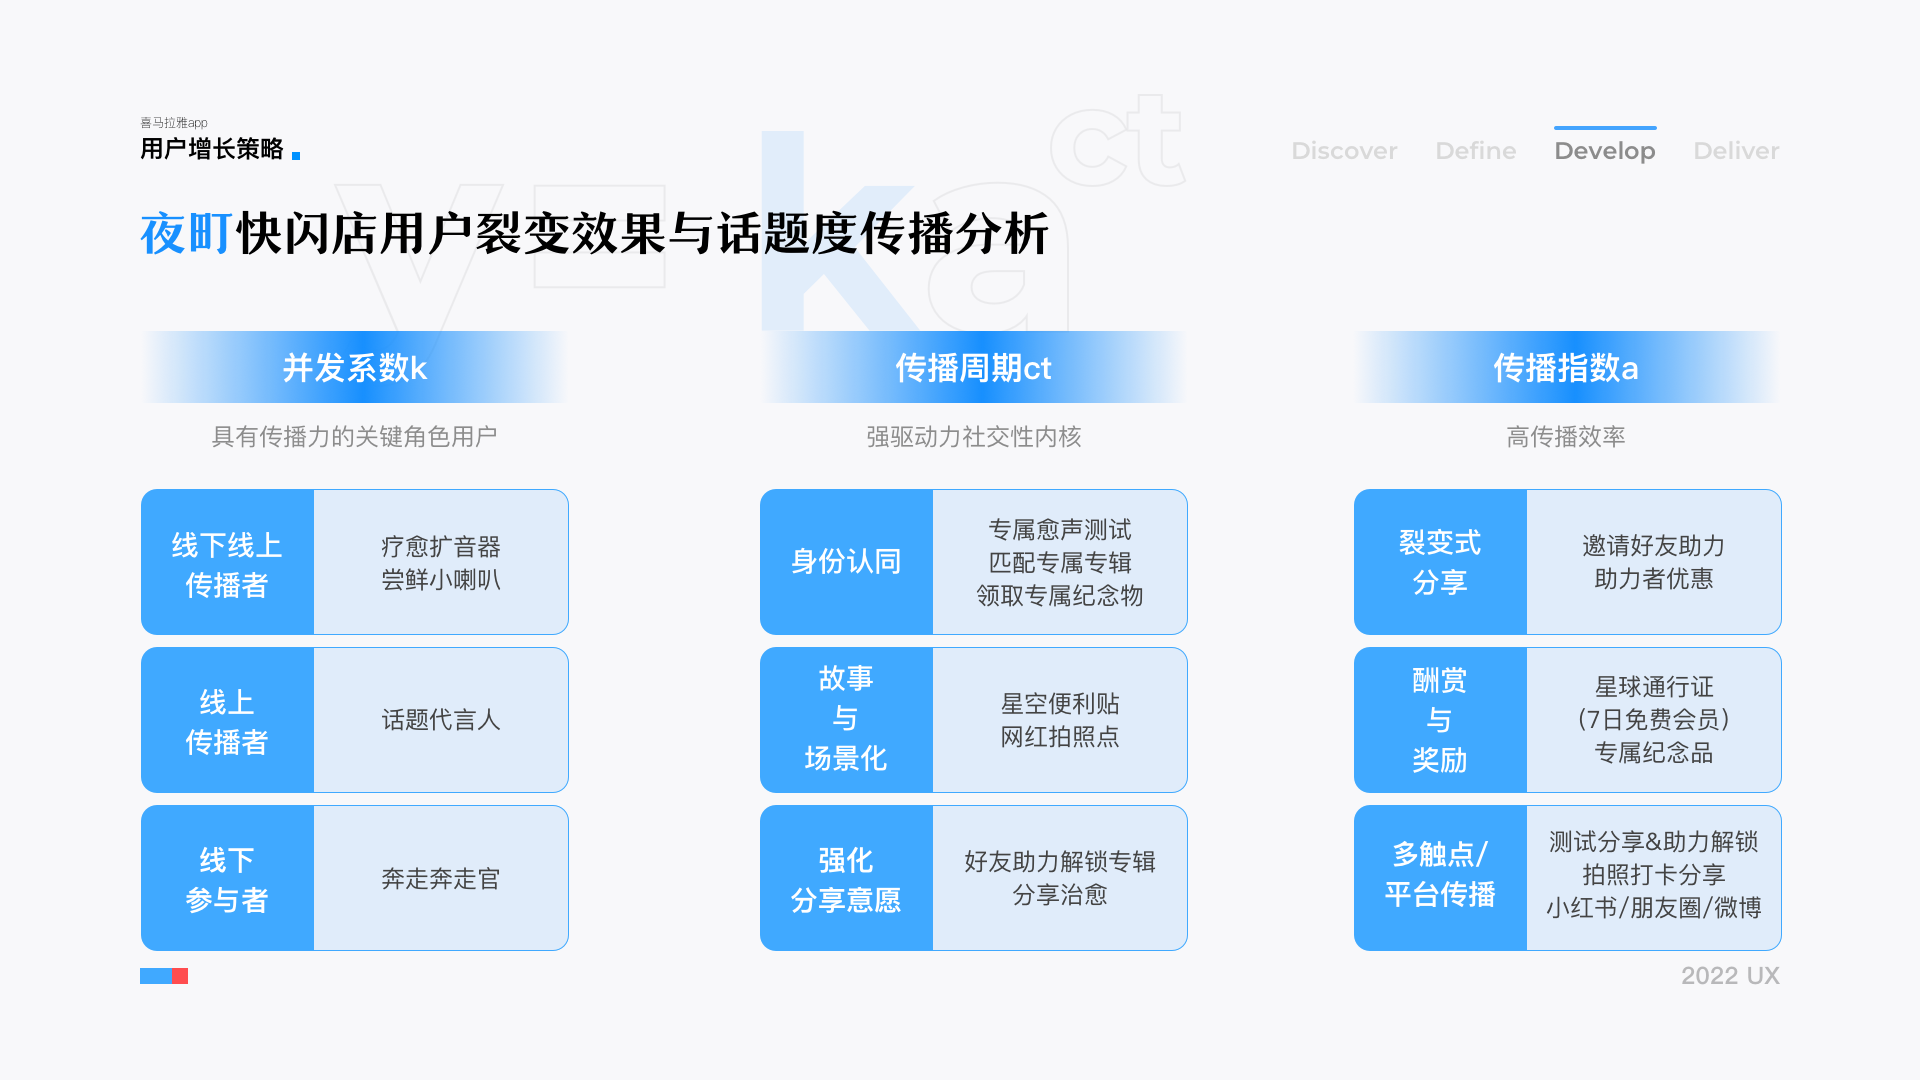 喜马拉雅app
用户增长策略
Discover
Define
Develop
Deliver
v=ka^ct
夜町快闪店用户裂变效果与话题度传播分析
并发系数k
具有传播力的关键角色用户
线下线上
传播者
疗愈扩音器
尝鲜小喇叭
线上
传播者
话题代言人
线下
参与者
奔走奔走官
传播周期ct
强驱动力社交性内核
身份认同
专属愈声测试
匹配专属专辑
领取专属纪念物
故事
与
场景化
星空便利贴
网红拍照点
强化
分享意愿
好友助力解锁专辑
分享治愈
传播指数a
高传播效率
裂变式
分享
邀请好友助力
助力者优惠
酬赏
与
奖励
星球通行证
(7日免费会员)
专属纪念品
多触点/
平台传播
测试分享&助力解锁
拍照打卡分享
小红书/朋友圈/微博
2022 UX